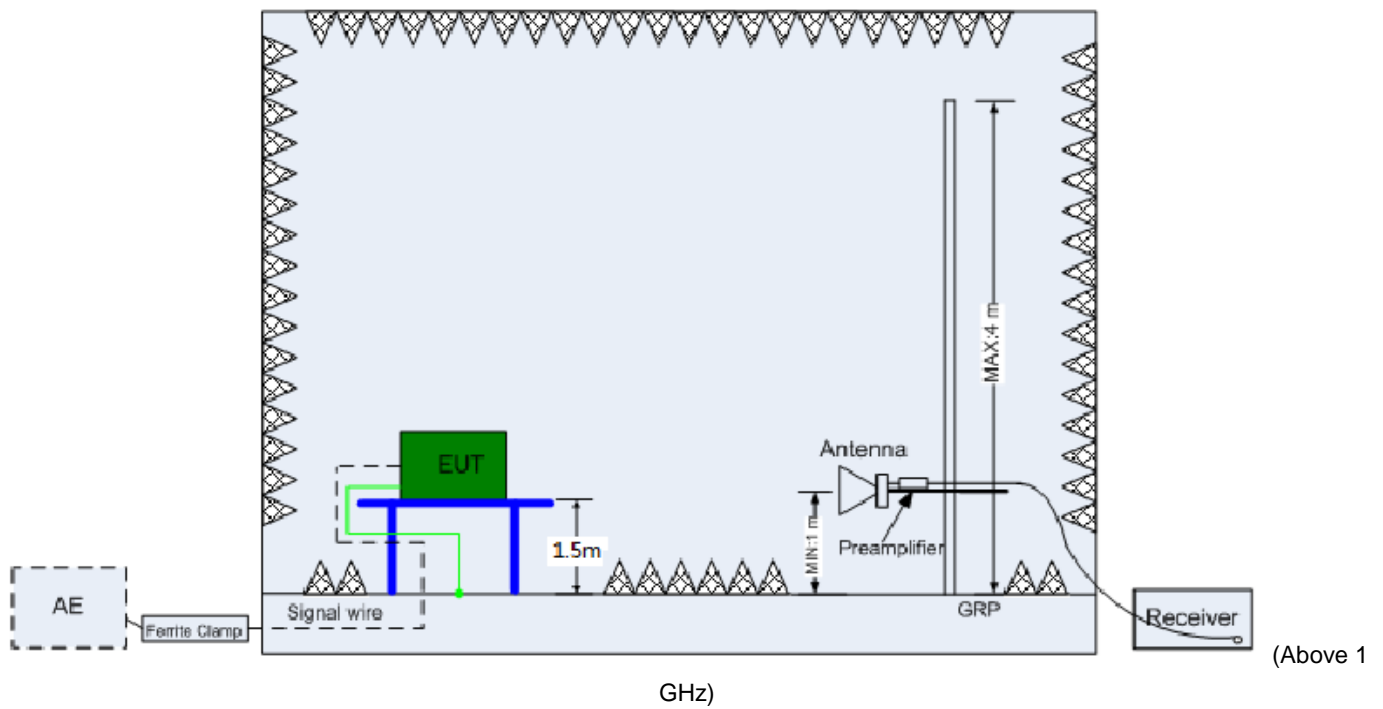 MAX:4 m
EUT
Antenna
1.5m
MIN:1 m
Preamplifier
AE
Ferrite Clamp
Signal wire
GRP
Receiver
(Above 1
GHz)